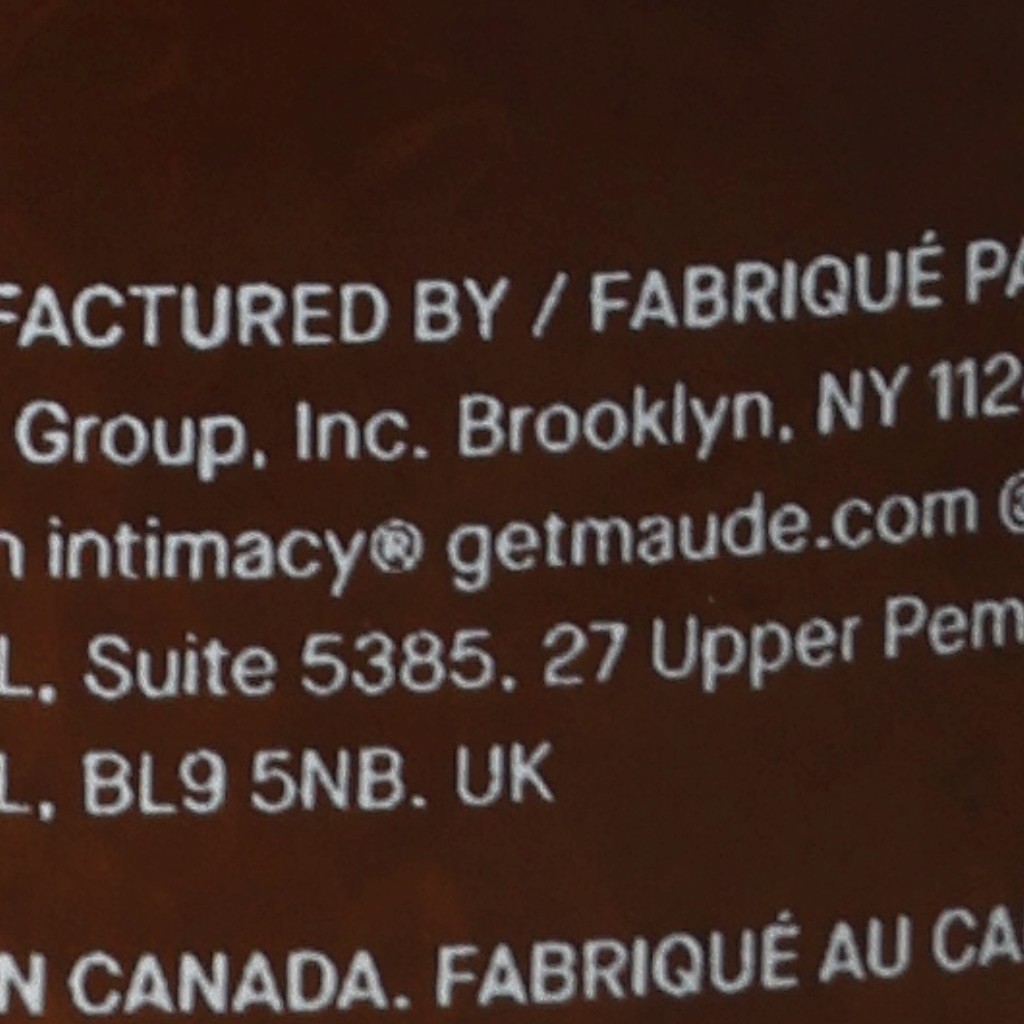 FACTURED BY / FABRIQUÉ PA
Group, Inc. Brooklyn, NY 112
n intimacy® getmaude.com
L, Suite 5385, 27 Upper Pem
L, BL9 5NB. UK
N CANADA. FABRIQUÉ AU CA